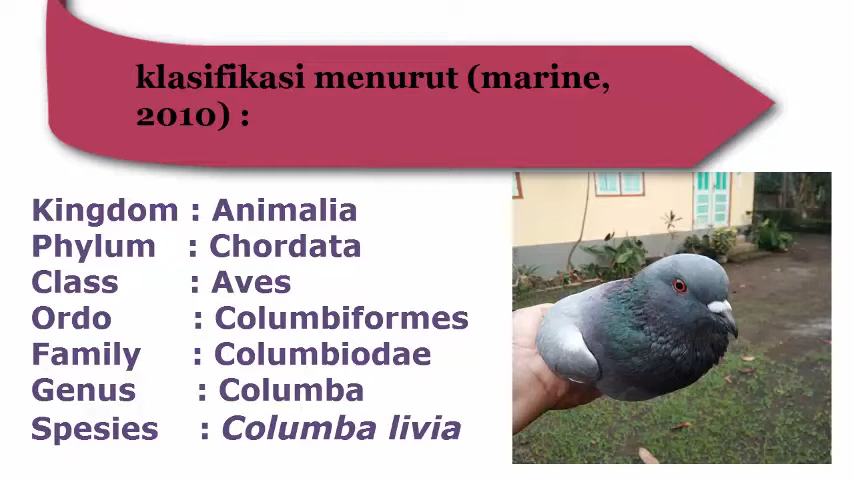 klasifikasi menurut (marine,
2010) :
Kingdom : Animalia
Phylum : Chordata
Class : Aves
Ordo : Columbiformes
Family : Columbiodae
Genus : Columba
Spesies : Columba livia